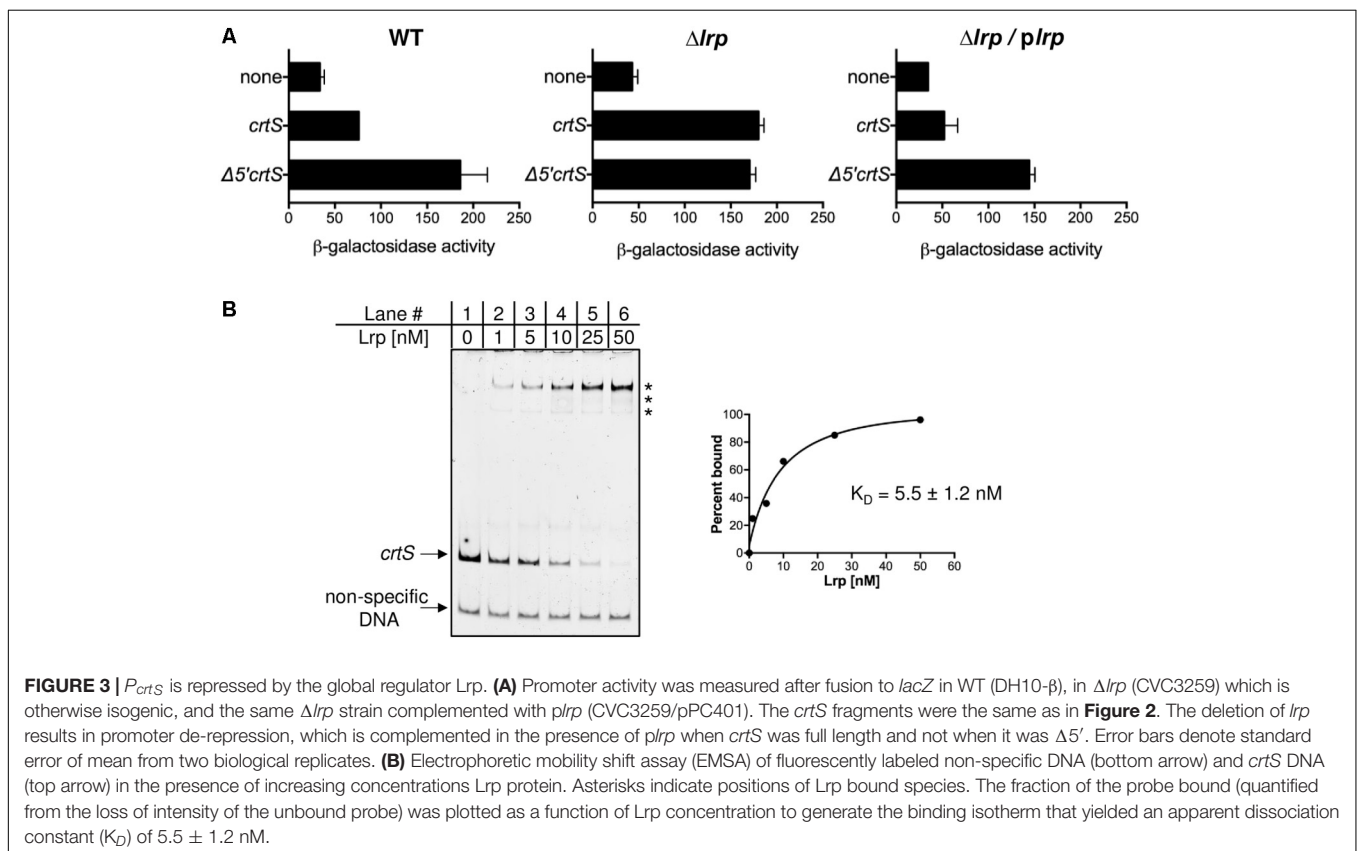 A
WT
Δlrp
Δlrp / plrp
none
crtS
Δ5'crtS
0 50 100 150 200 250
β-galactosidase activity
none
crtS
Δ5'crtS
0 50 100 150 200 250
β-galactosidase activity
none
crtS
Δ5'crtS
0 50 100 150 200 250
β-galactosidase activity
B
Lane # 1 2 3 4 5 6
Lrp [nM] 0 1 5 10 25 50
*
*
*
crtS
non-specific
DNA
Percent bound
100
80
60
40
20
0
0 10 20 30 40 50 60
Lrp [nM]
KD = 5.5 ± 1.2 nM
FIGURE 3 | PcrtS is repressed by the global regulator Lrp. (A) Promoter activity was measured after fusion to lacZ in WT (DH10-β), in Δlrp (CVC3259) which is
otherwise isogenic, and the same Δlrp strain complemented with plrp (CVC3259/pPC401). The crtS fragments were the same as in Figure 2. The deletion of lrp
results in promoter de-repression, which is complemented in the presence of plrp when crtS was full length and not when it was Δ5′. Error bars denote standard
error of mean from two biological replicates. (B) Electrophoretic mobility shift assay (EMSA) of fluorescently labeled non-specific DNA (bottom arrow) and crtS DNA
(top arrow) in the presence of increasing concentrations Lrp protein. Asterisks indicate positions of Lrp bound species. The fraction of the probe bound (quantified
from the loss of intensity of the unbound probe) was plotted as a function of Lrp concentration to generate the binding isotherm that yielded an apparent dissociation
constant (KD) of 5.5 ± 1.2 nM.